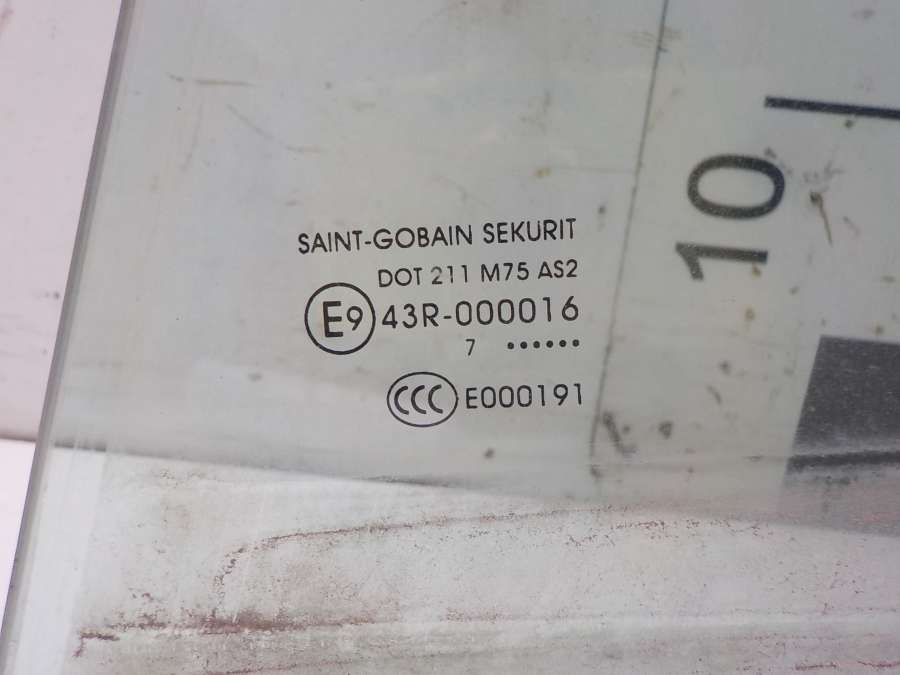 SAINT-GOBAIN SEKURIT
DOT 211 M75 AS2
E9 43R-000016
7 ••••••
CCC E000191
10